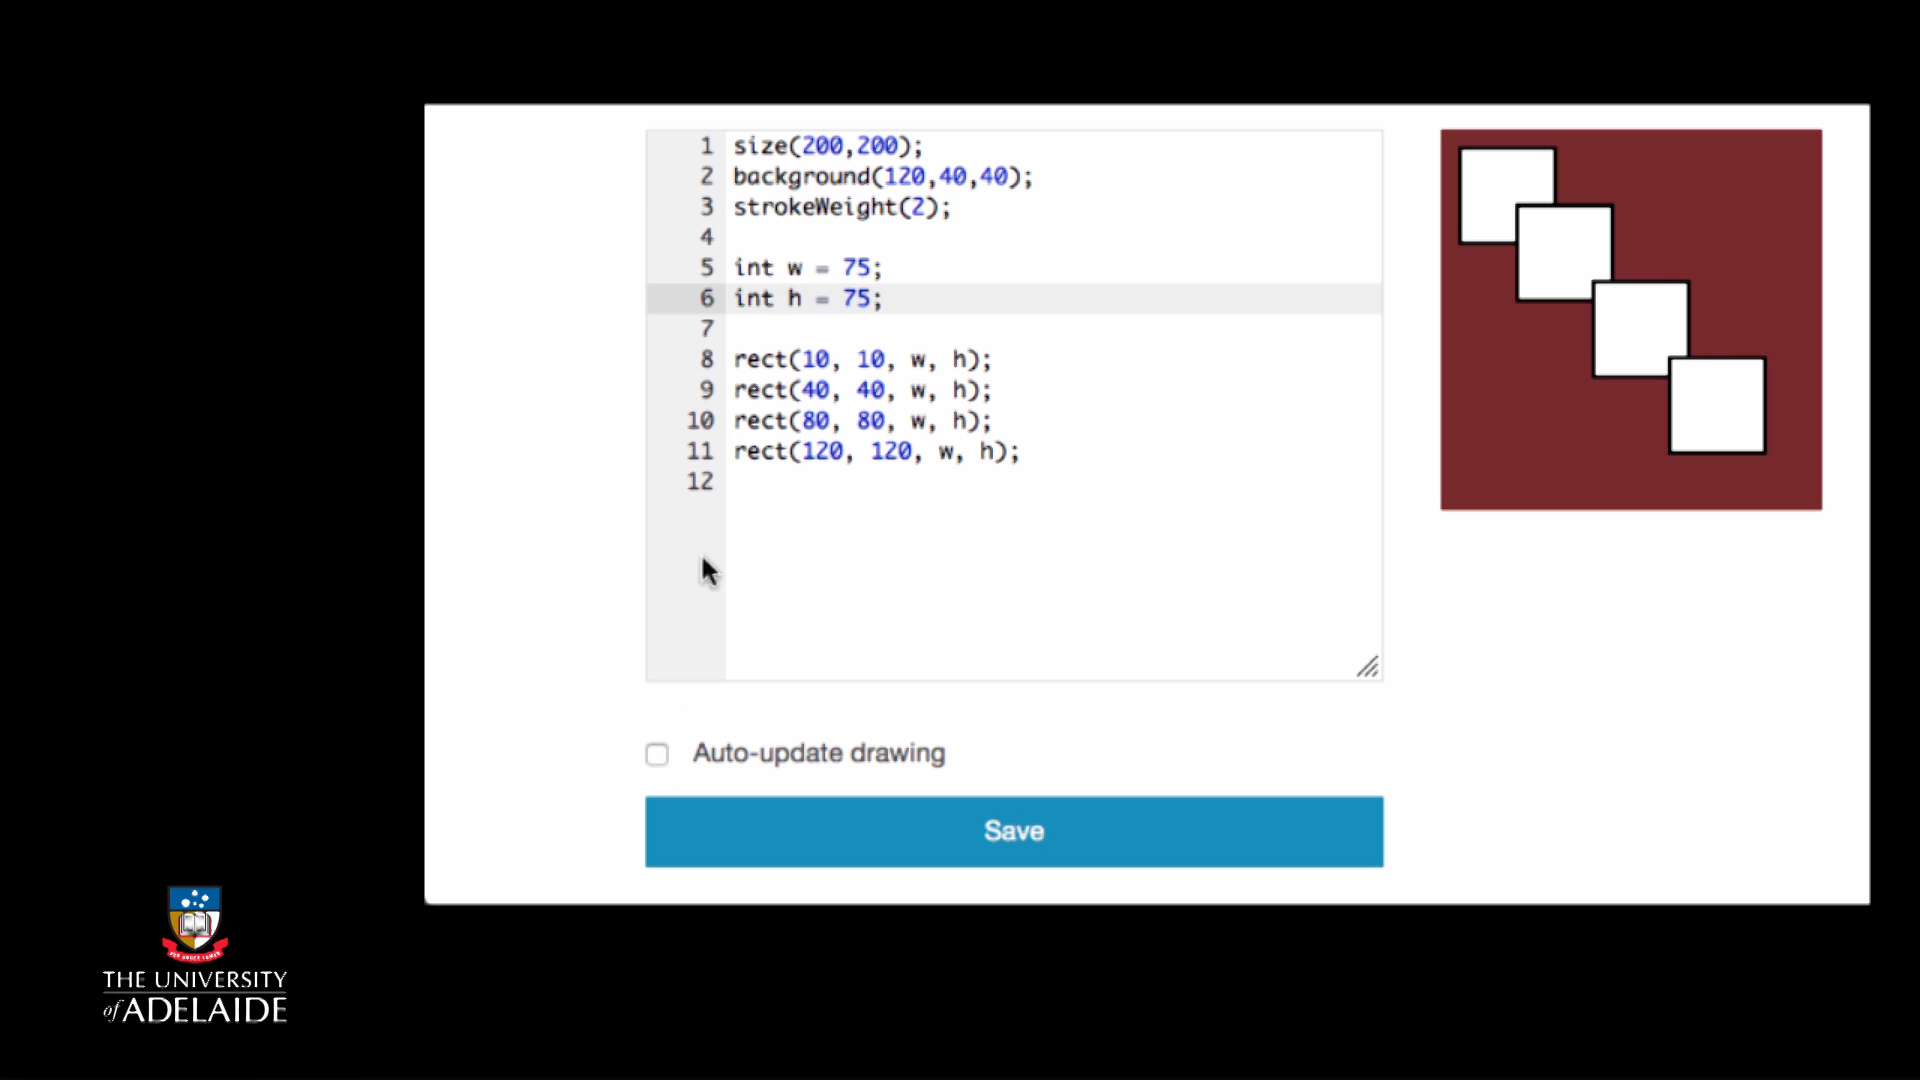 1 size(200,200);
2 background(120,40,40);
3 strokeWeight(2);
4
5 int w = 75;
6 int h = 75;
7
8 rect(10, 10, w, h);
9 rect(40, 40, w, h);
10 rect(80, 80, w, h);
11 rect(120, 120, w, h);
12
Auto-update drawing
Save
THE UNIVERSITY
of ADELAIDE